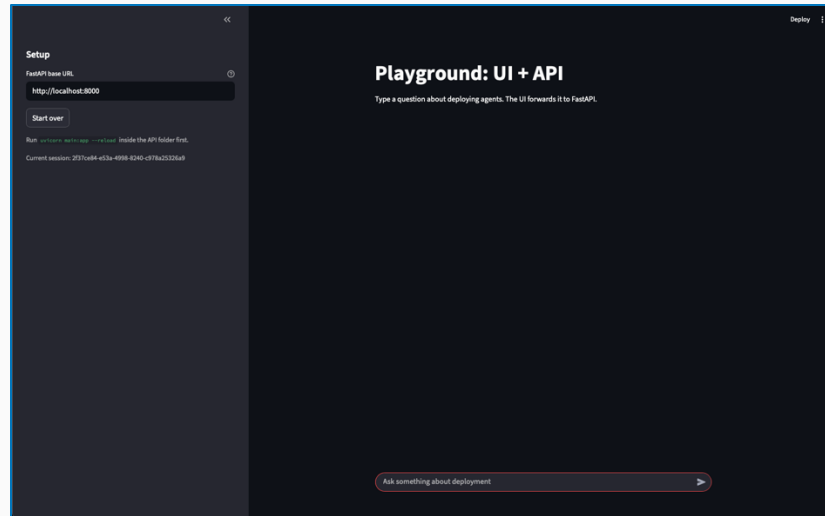 Deploy
Setup
FastAPI base URL
http://localhost:8000
Start over
Run uvicorn main:app --reload inside the API folder first.
Current session: 2f37ce84-e53a-4998-8240-c978a25326a9
Playground: UI + API
Type a question about deploying agents. The UI forwards it to FastAPI.
Ask something about deployment